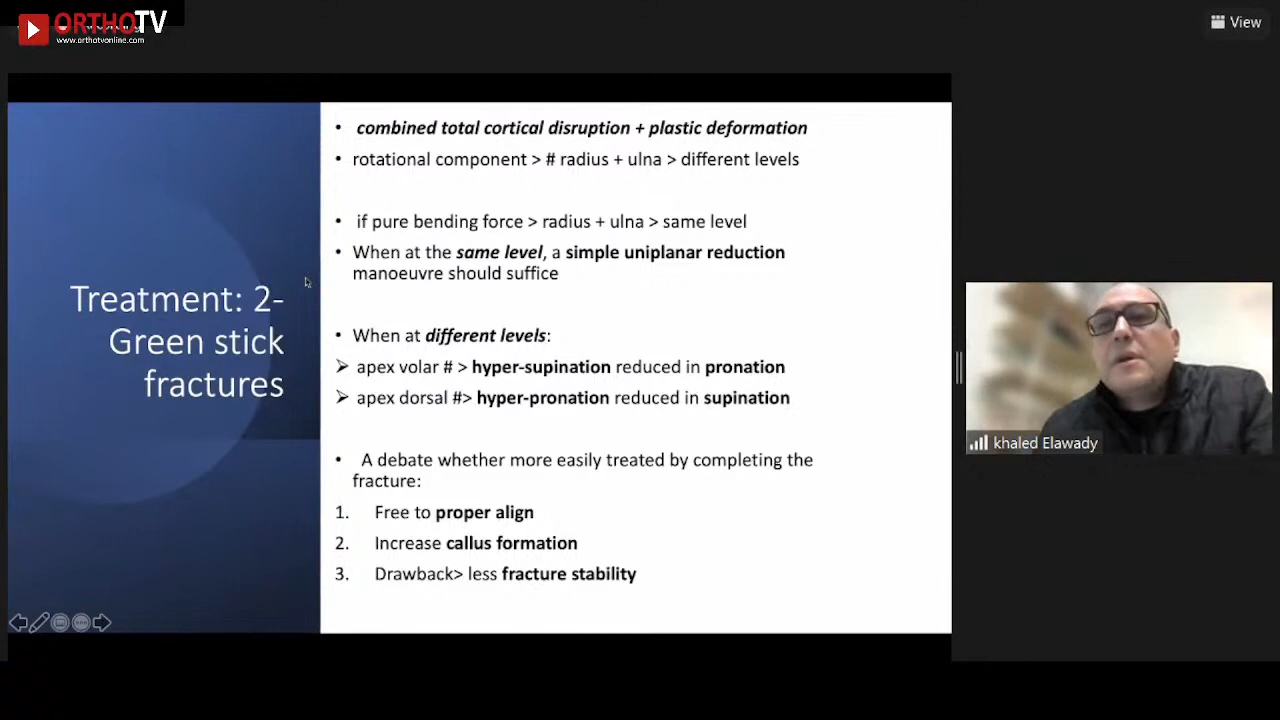 ORTHOTV
www.orthotvonline.com
View
Treatment: 2-
Green stick
fractures
• combined total cortical disruption + plastic deformation
• rotational component > # radius + ulna > different levels
• if pure bending force > radius + ulna > same level
• When at the same level, a simple uniplanar reduction
manoeuvre should suffice
• When at different levels:
➢ apex volar # > hyper-supination reduced in pronation
➢ apex dorsal #> hyper-pronation reduced in supination
• A debate whether more easily treated by completing the
fracture:
1. Free to proper align
2. Increase callus formation
3. Drawback> less fracture stability
khaled Elawady